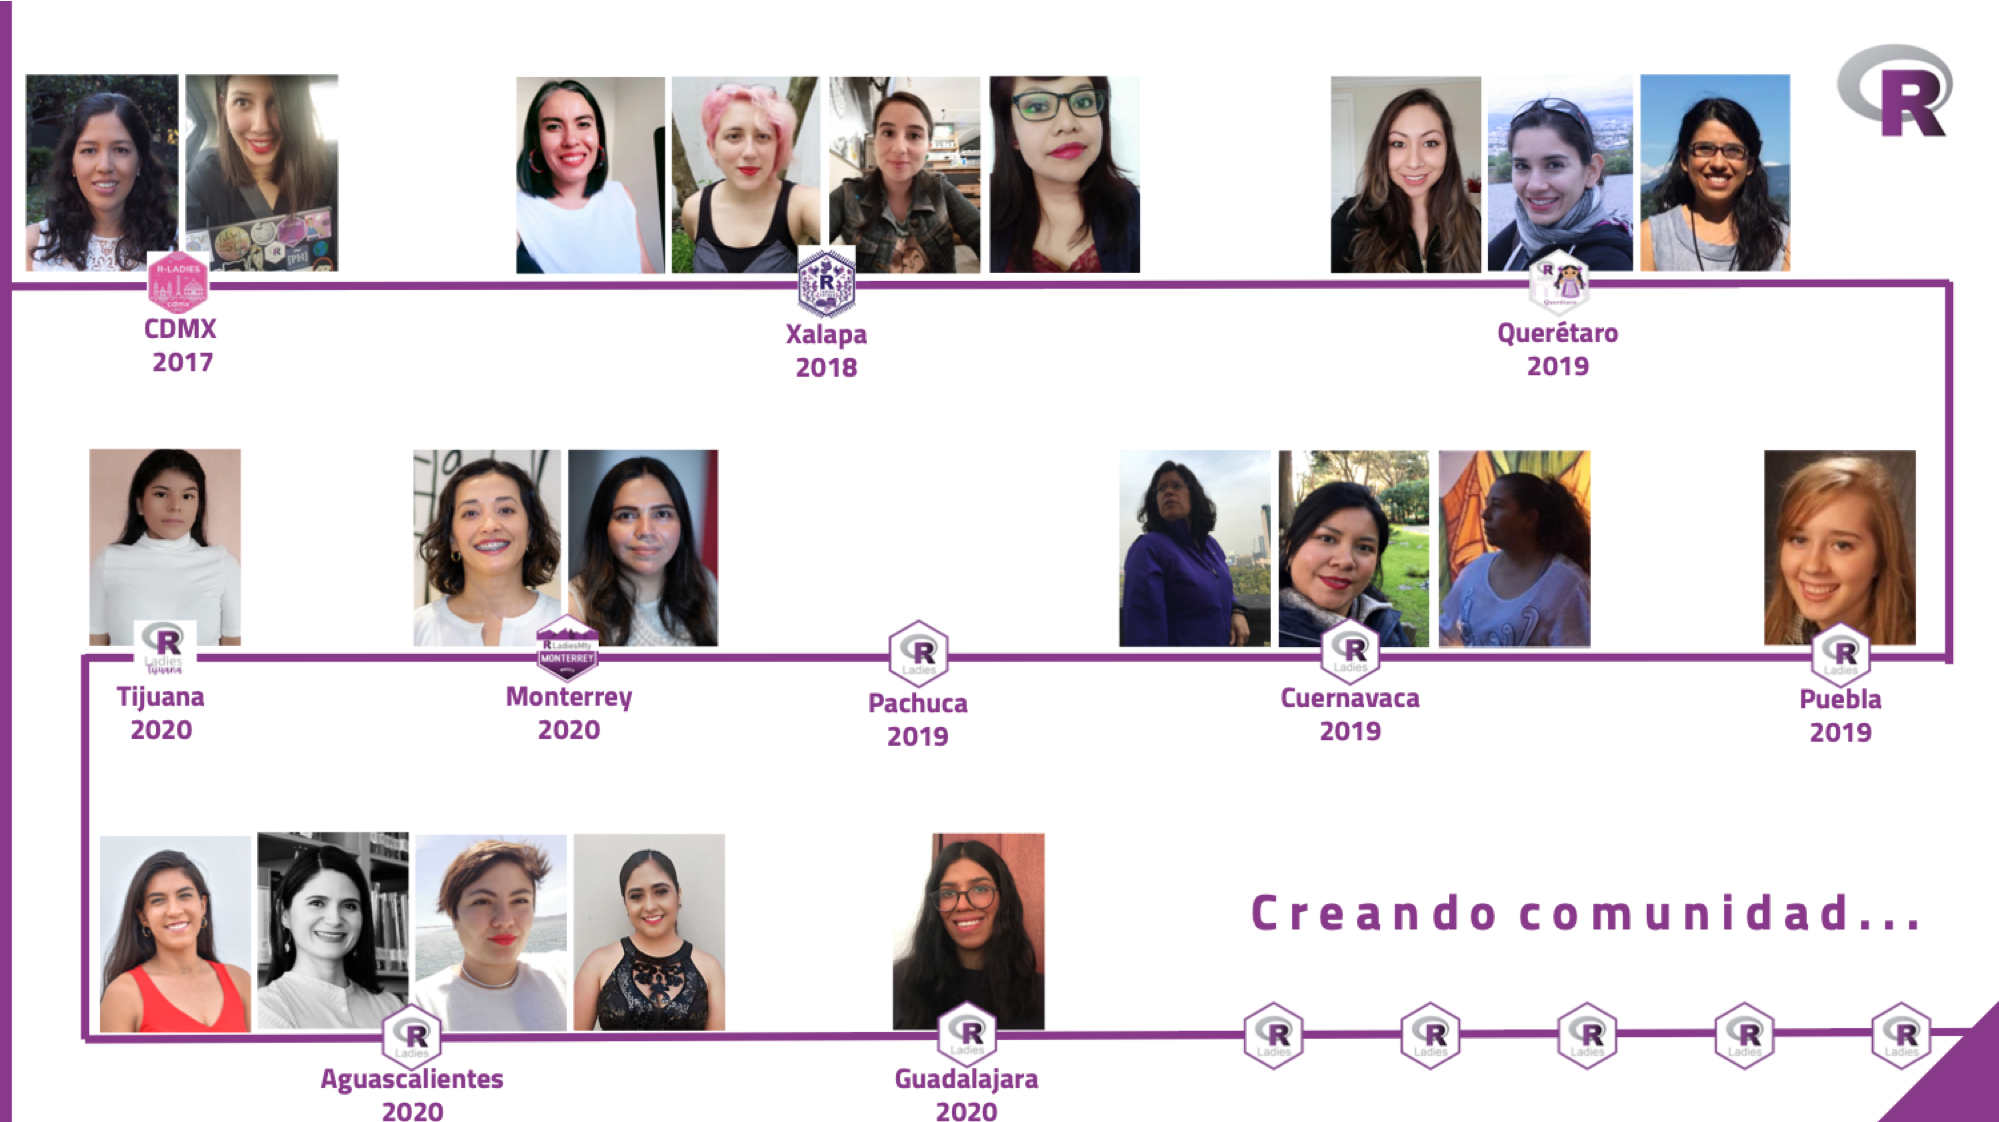 R
R-LADIES
CDMX
CDMX
2017
R
Xalapa
2018
R
Querétaro
Querétaro
2019
R
Ladies
Tijuana
Tijuana
2020
R LadiesMty
MONTERREY
Monterrey
2020
R
Ladies
Pachuca
2019
R
Ladies
Cuernavaca
2019
R
Ladies
Puebla
2019
R
Ladies
Aguascalientes
2020
R
Ladies
Guadalajara
2020
Creando comunidad...
R
Ladies
R
Ladies
R
Ladies
R
Ladies
R
Ladies